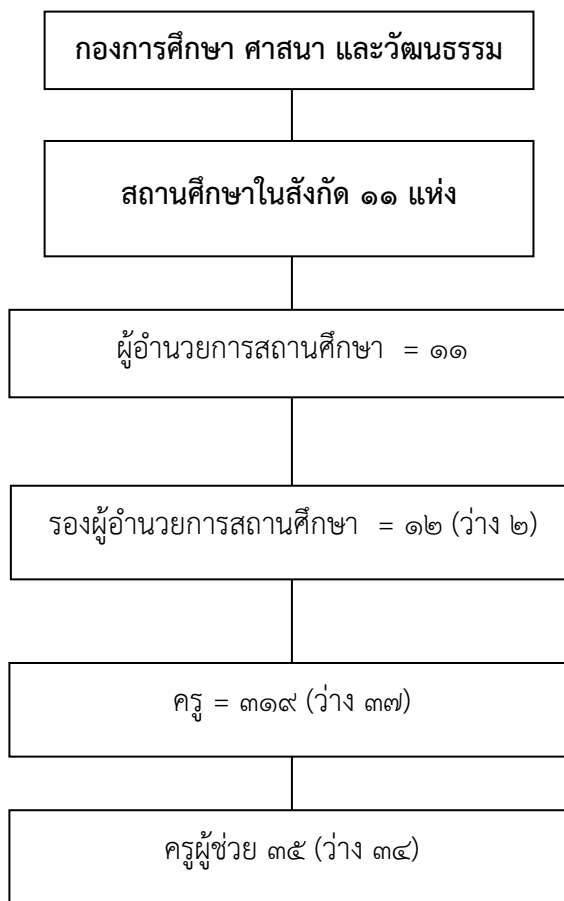 กองการศึกษา ศาสนา และวัฒนธรรม
สถานศึกษาในสังกัด ๑๑ แห่ง
ผู้อำนวยการสถานศึกษา = ๑๑
รองผู้อำนวยการสถานศึกษา = ๑๒ (ว่าง ๒)
ครู = ๓๑๙ (ว่าง ๓๗)
ครูผู้ช่วย ๓๕ (ว่าง ๓๔)